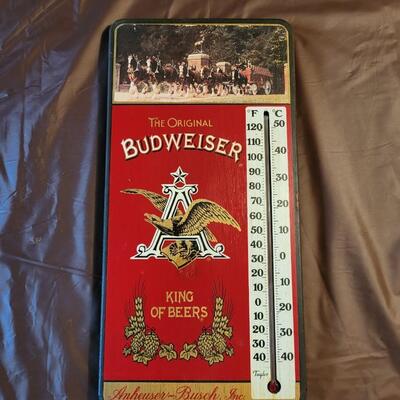 THE ORIGINAL
BUDWEISER
A
KING
OF BEERS
Anheuser-Busch, Inc.
F C
120 50
110
100 40
90
80 30
70 20
60
50 10
40
30 0
20
10 10
0 20
10
20 30
30
40 40
Taylor